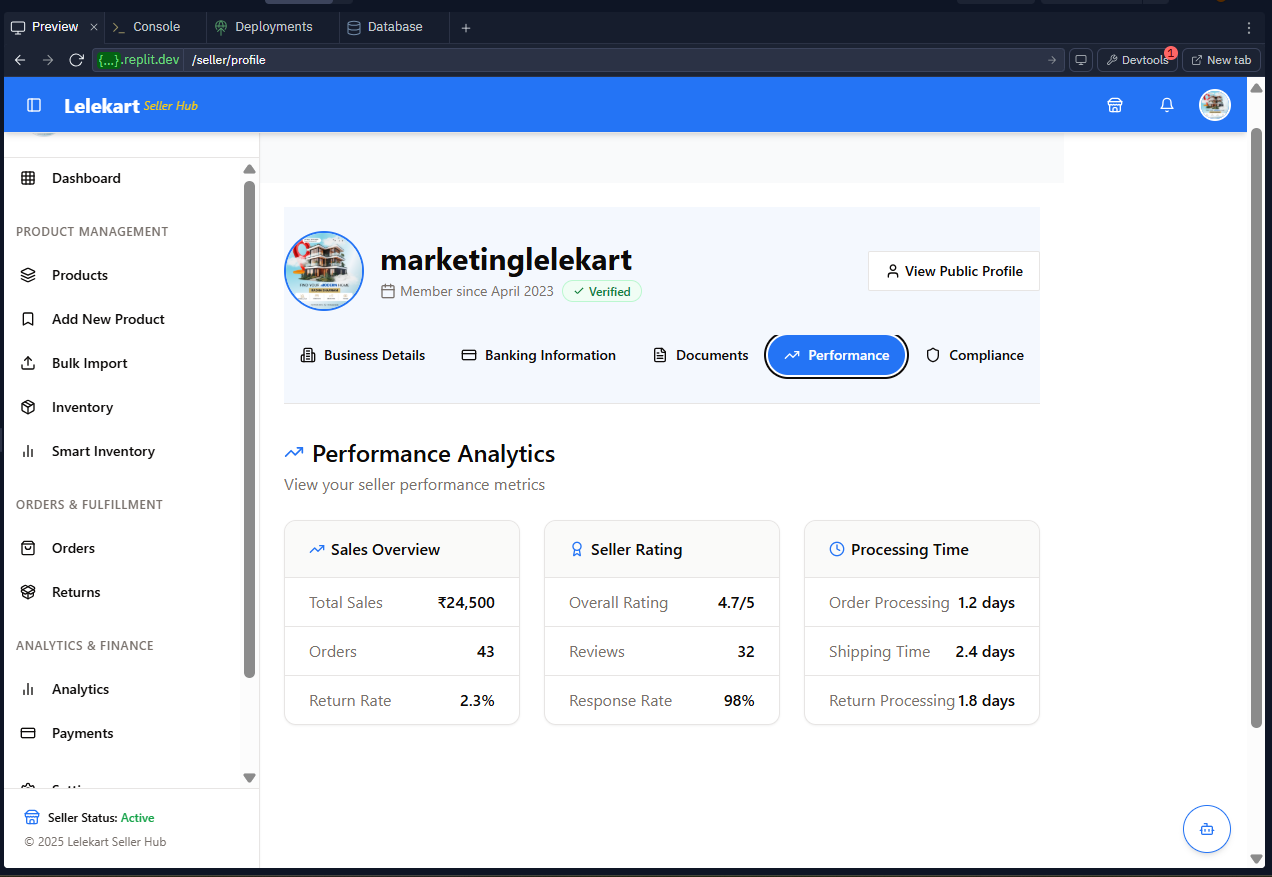 Preview
Console
Deployments
Database
{...}.replit.dev /seller/profile
Devtools 1
New tab
Lelekart Seller Hub
Dashboard
PRODUCT MANAGEMENT
Products
Add New Product
Bulk Import
Inventory
Smart Inventory
ORDERS & FULFILLMENT
Orders
Returns
ANALYTICS & FINANCE
Analytics
Payments
Seller Status: Active
© 2025 Lelekart Seller Hub
marketinglelekart
Member since April 2023
Verified
View Public Profile
Business Details
Banking Information
Documents
Performance
Compliance
Performance Analytics
View your seller performance metrics
Sales Overview
Total Sales ₹24,500
Orders 43
Return Rate 2.3%
Seller Rating
Overall Rating 4.7/5
Reviews 32
Response Rate 98%
Processing Time
Order Processing 1.2 days
Shipping Time 2.4 days
Return Processing 1.8 days